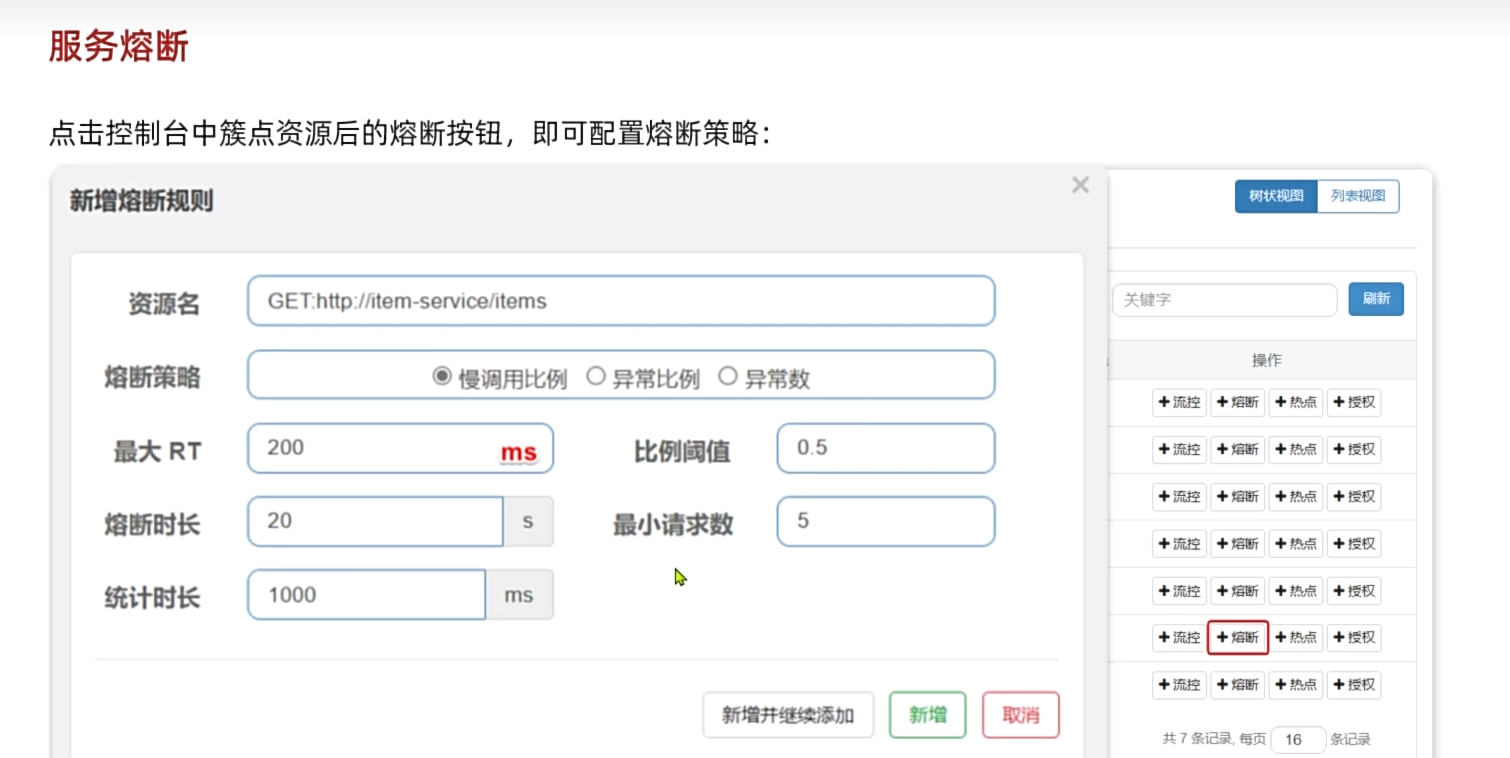 服务熔断
点击控制台中簇点资源后的熔断按钮，即可配置熔断策略：
新增熔断规则
×
树状视图 列表视图
资源名 GET:http://item-service/items
关键字 刷新
熔断策略 慢调用比例 异常比例 异常数
操作
最大 RT 200 ms 比例阈值 0.5
熔断时长 20 s 最小请求数 5
统计时长 1000 ms
+流控 +熔断 +热点 +授权
+流控 +熔断 +热点 +授权
+流控 +熔断 +热点 +授权
+流控 +熔断 +热点 +授权
+流控 +熔断 +热点 +授权
+流控 +熔断 +热点 +授权
+流控 +熔断 +热点 +授权
新增并继续添加 新增 取消
共 7 条记录, 每页 16 条记录